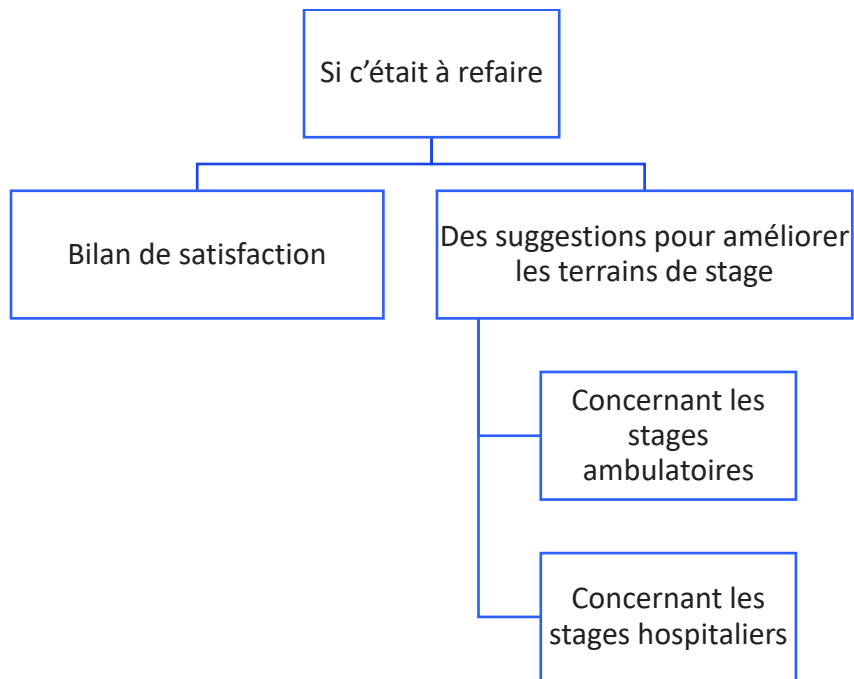 Si c’était à refaire
Bilan de satisfaction
Des suggestions pour améliorer
les terrains de stage
Concernant les
stages
ambulatoires
Concernant les
stages hospitaliers